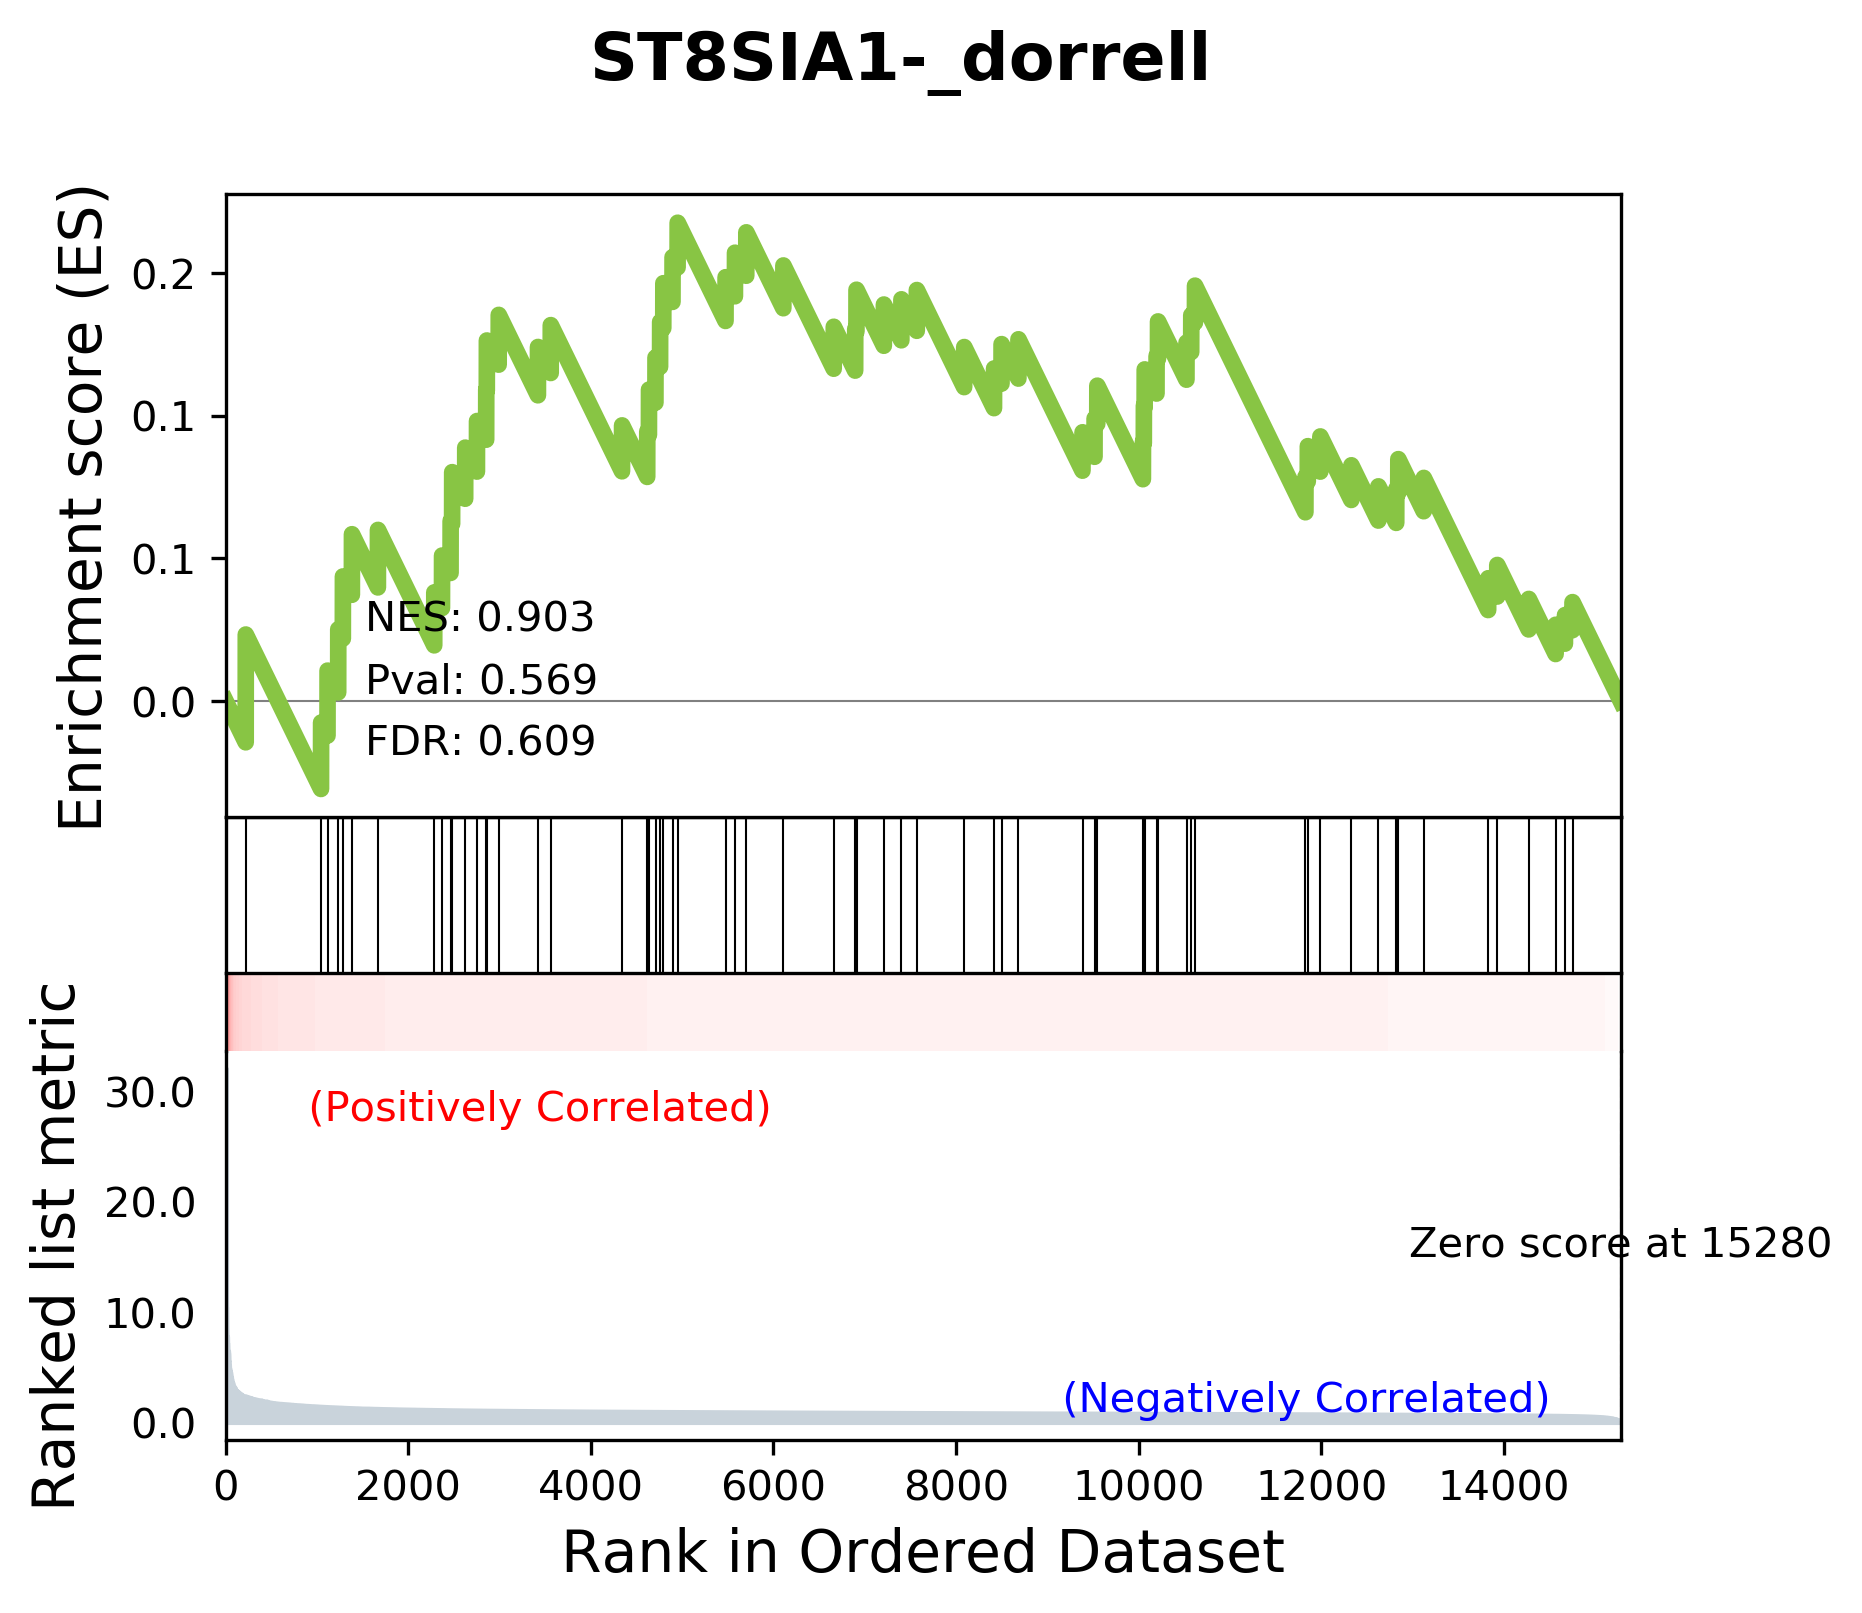 ST8SIA1-_dorrell
Enrichment score (ES)
0.2
0.1
0.1
0.0
NES: 0.903
Pval: 0.569
FDR: 0.609
Ranked list metric
30.0
20.0
10.0
0.0
(Positively Correlated)
Zero score at 15280
(Negatively Correlated)
0 2000 4000 6000 8000 10000 12000 14000
Rank in Ordered Dataset